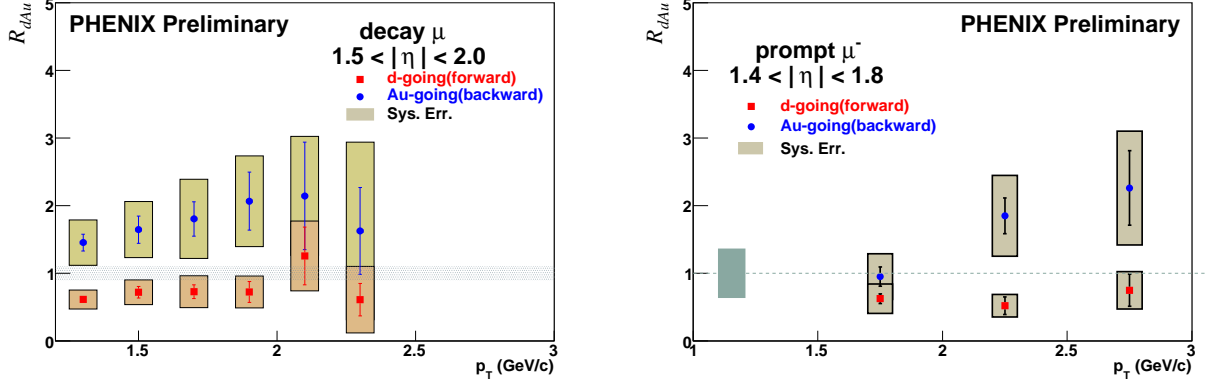 PHENIX Preliminary
decay μ
1.5 < | η | < 2.0
d-going(forward)
Au-going(backward)
Sys. Err.
R_dAu
5
4
3
2
1
0
1.5
2
2.5
3
p_T (GeV/c)
PHENIX Preliminary
prompt μ⁻
1.4 < | η | < 1.8
d-going(forward)
Au-going(backward)
Sys. Err.
R_dAu
5
4
3
2
1
0
1
1.5
2
2.5
3
p_T (GeV/c)